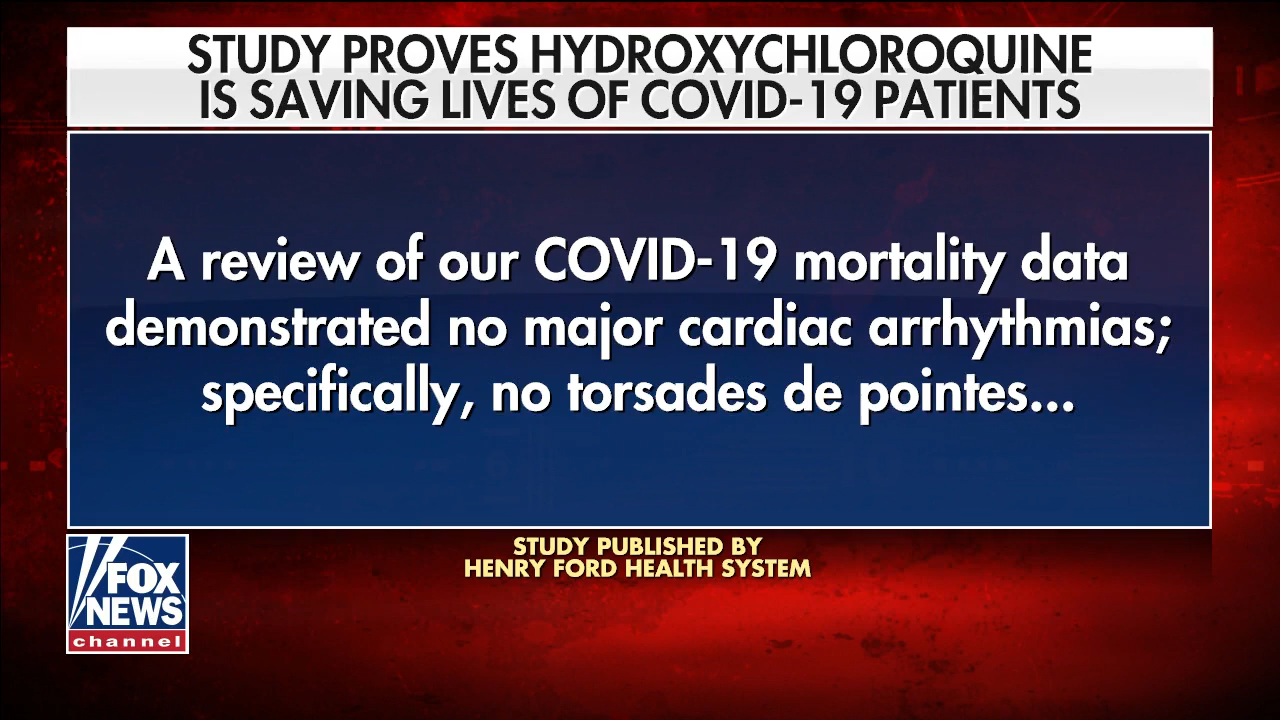 STUDY PROVES HYDROXYCHLOROQUINE
IS SAVING LIVES OF COVID-19 PATIENTS
A review of our COVID-19 mortality data
demonstrated no major cardiac arrhythmias;
specifically, no torsades de pointes...
STUDY PUBLISHED BY
HENRY FORD HEALTH SYSTEM
FOX
NEWS
channel